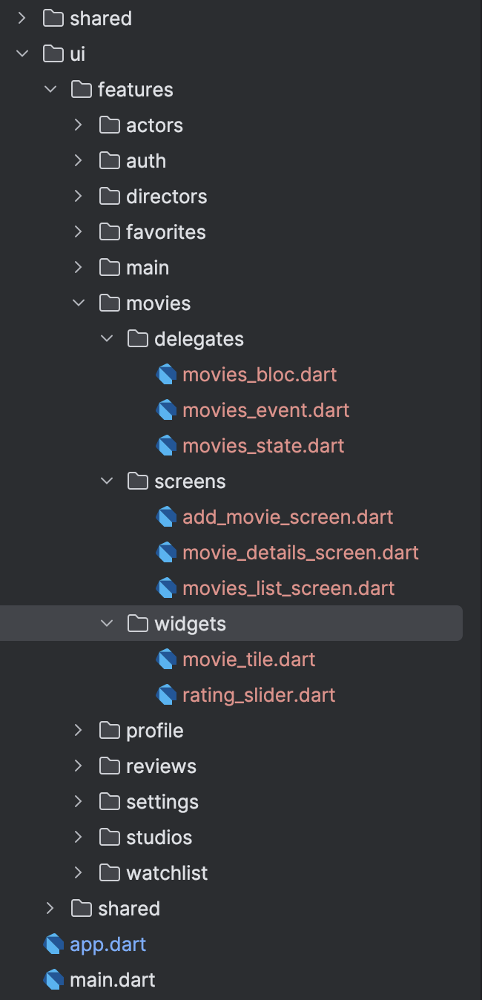 shared
ui
features
actors
auth
directors
favorites
main
movies
delegates
movies_bloc.dart
movies_event.dart
movies_state.dart
screens
add_movie_screen.dart
movie_details_screen.dart
movies_list_screen.dart
widgets
movie_tile.dart
rating_slider.dart
profile
reviews
settings
studios
watchlist
shared
app.dart
main.dart